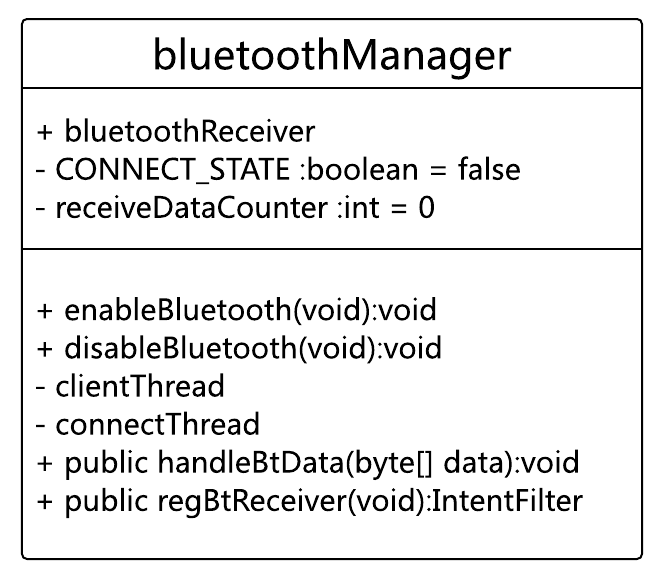 bluetoothManager
+ bluetoothReceiver
- CONNECT_STATE :boolean = false
- receiveDataCounter :int = 0
+ enableBluetooth(void):void
+ disableBluetooth(void):void
- clientThread
- connectThread
+ public handleBtData(byte[] data):void
+ public regBtReceiver(void):IntentFilter